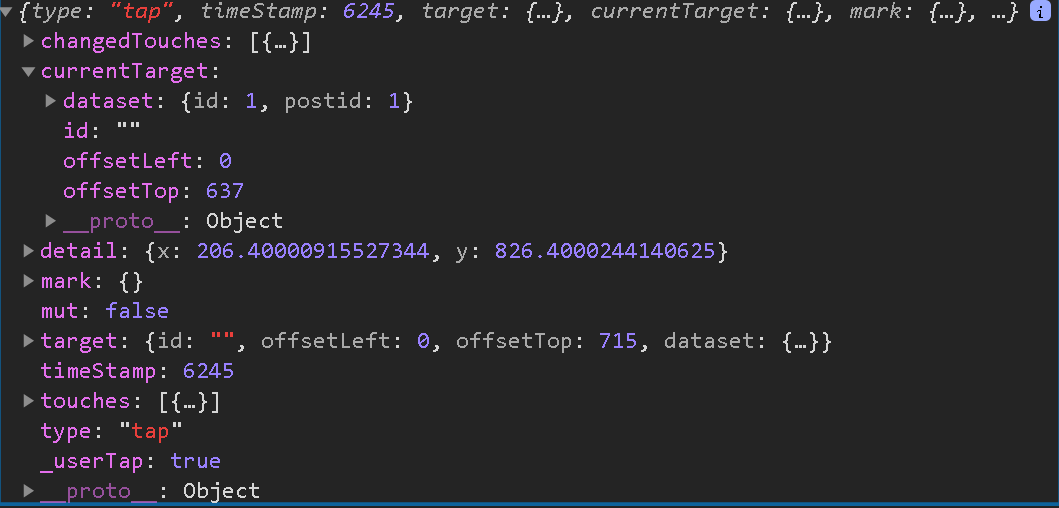 {type: "tap", timeStamp: 6245, target: {…}, currentTarget: {…}, mark: {…}, …} i
changedTouches: [{…}]
currentTarget:
dataset: {id: 1, postid: 1}
id: ""
offsetLeft: 0
offsetTop: 637
__proto__: Object
detail: {x: 206.40000915527344, y: 826.4000244140625}
mark: {}
mut: false
target: {id: "", offsetLeft: 0, offsetTop: 715, dataset: {…}}
timeStamp: 6245
touches: [{…}]
type: "tap"
_userTap: true
__proto__: Object